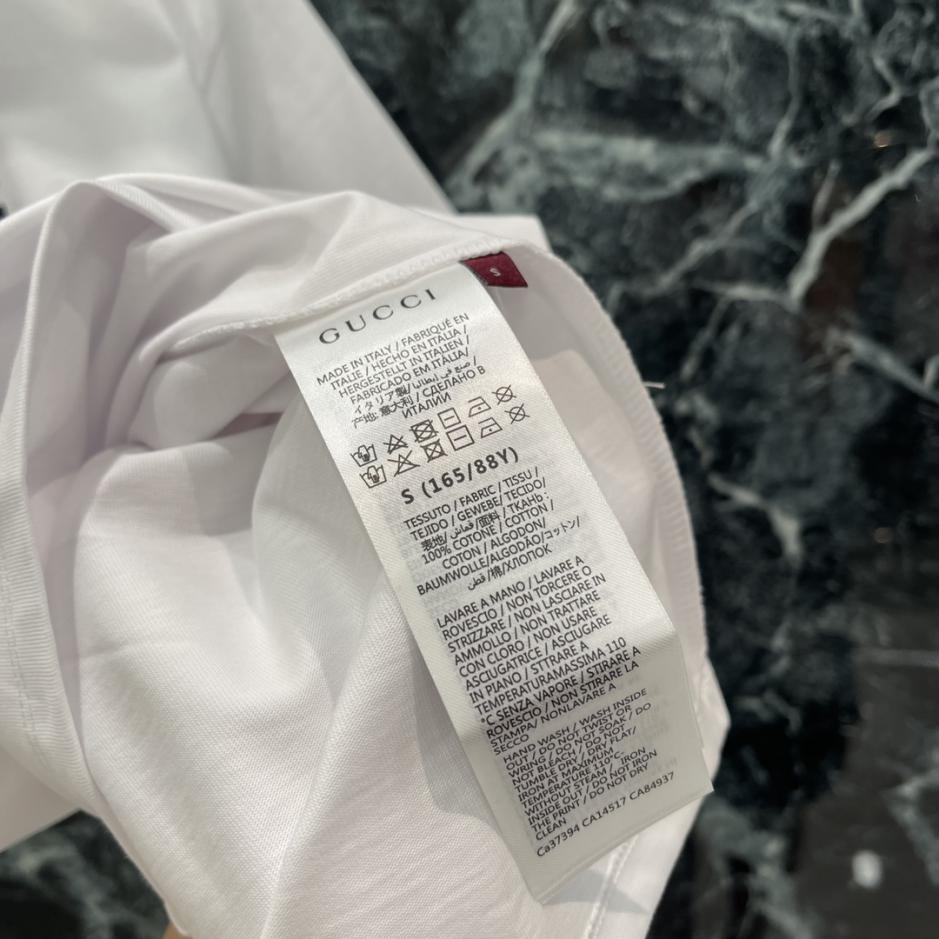 S
GUCCI
MADE IN ITALY / FABRIQUÉ EN
ITALIE / HECHO EN ITALIA /
HERGESTELLT IN ITALIEN /
FABRICADO EM ITALIA/
イタリア製/ صنع في إيطاليا /
产地: 意大利 / СДЕЛАНО В
ИТАЛИИ
S (165/88Y)
TESSUTO / FABRIC / TISSU /
TEJIDO / GEWEBE / TECIDO/
表地/ قماش /面料 / ТКАНЬ :
100% COTONE / COTTON /
COTON / ALGODON/
BAUMWOLLE/ALGODÃO/コットン/
قطن /棉/ХЛОПОК
LAVARE A MANO / LAVARE A
ROVESCIO / NON TORCERE O
STRIZZARE / NON LASCIARE IN
AMMOLLO / NON TRATTARE
CON CLORO / NON USARE
ASCIUGATRICE / ASCIUGARE
IN PIANO / STTRARE A
TEMPERATURAMASSIMA 110
°C SENZA VAPORE / STIRARE A
ROVESCIO / NON STIRARE LA
STAMPA/ NONLAVARE A
SECCO
HAND WASH / WASH INSIDE
OUT / DO NOT TWIST OR
WRING / DO NOT SOAK / DO
NOT BLEACH / DO NOT
TUMBLE DRY / DRY FLAT/
IRON AT MAXIMUM
TEMPERATURE 110°C
WITHOUT STEAM / IRON
INSIDE OUT / DO NOT IRON
THE PRINT / DO NOT DRY
CLEAN
Ca37394 CA14517 CA84937